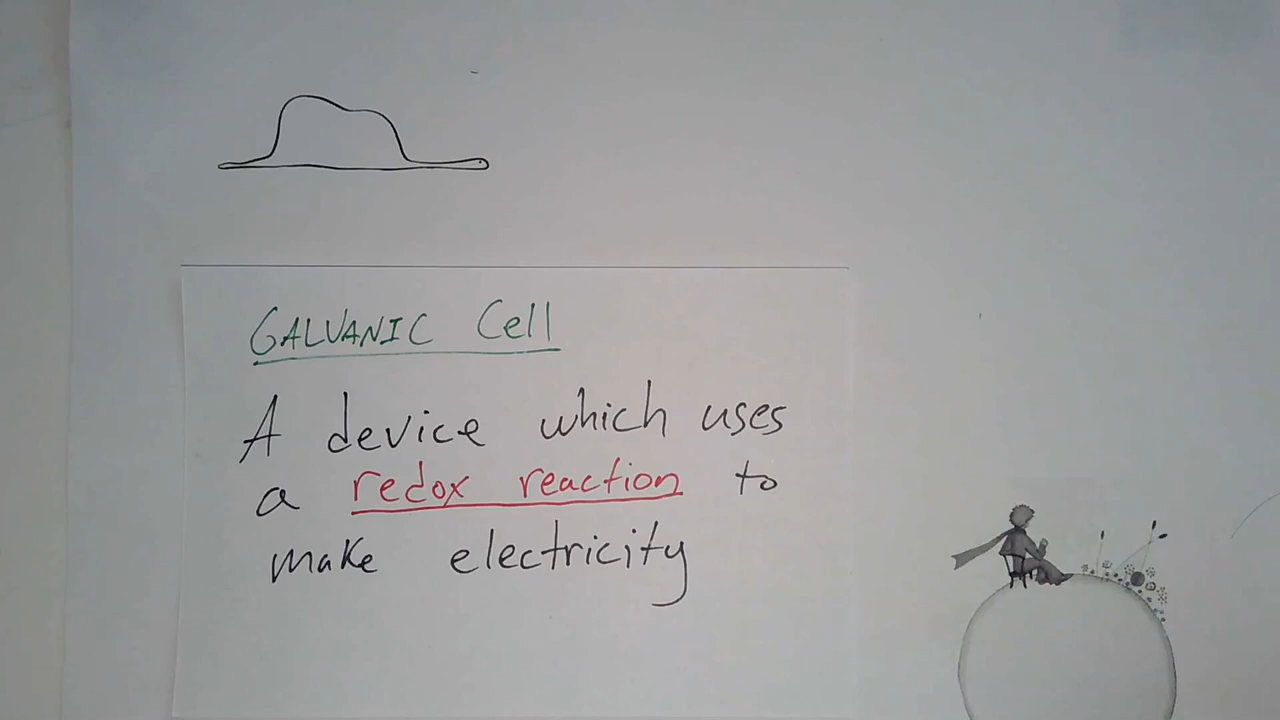 GALVANIC Cell
A device which uses
a redox reaction to
make electricity